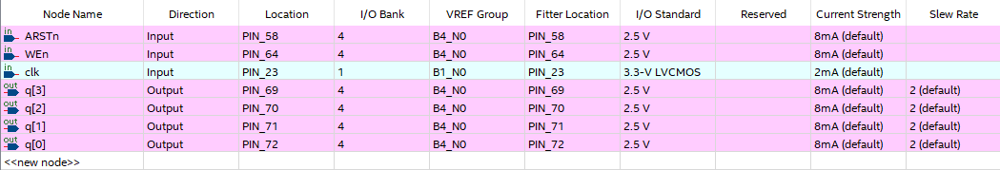 Node Name Direction Location I/O Bank VREF Group Fitter Location I/O Standard Reserved Current Strength Slew Rate
in ARSTn Input PIN_58 4 B4_N0 PIN_58 2.5 V 8mA (default)
in WEn Input PIN_64 4 B4_N0 PIN_64 2.5 V 8mA (default)
in clk Input PIN_23 1 B1_N0 PIN_23 3.3-V LVCMOS 2mA (default)
out q[3] Output PIN_69 4 B4_N0 PIN_69 2.5 V 8mA (default) 2 (default)
out q[2] Output PIN_70 4 B4_N0 PIN_70 2.5 V 8mA (default) 2 (default)
out q[1] Output PIN_71 4 B4_N0 PIN_71 2.5 V 8mA (default) 2 (default)
out q[0] Output PIN_72 4 B4_N0 PIN_72 2.5 V 8mA (default) 2 (default)
<<new node>>